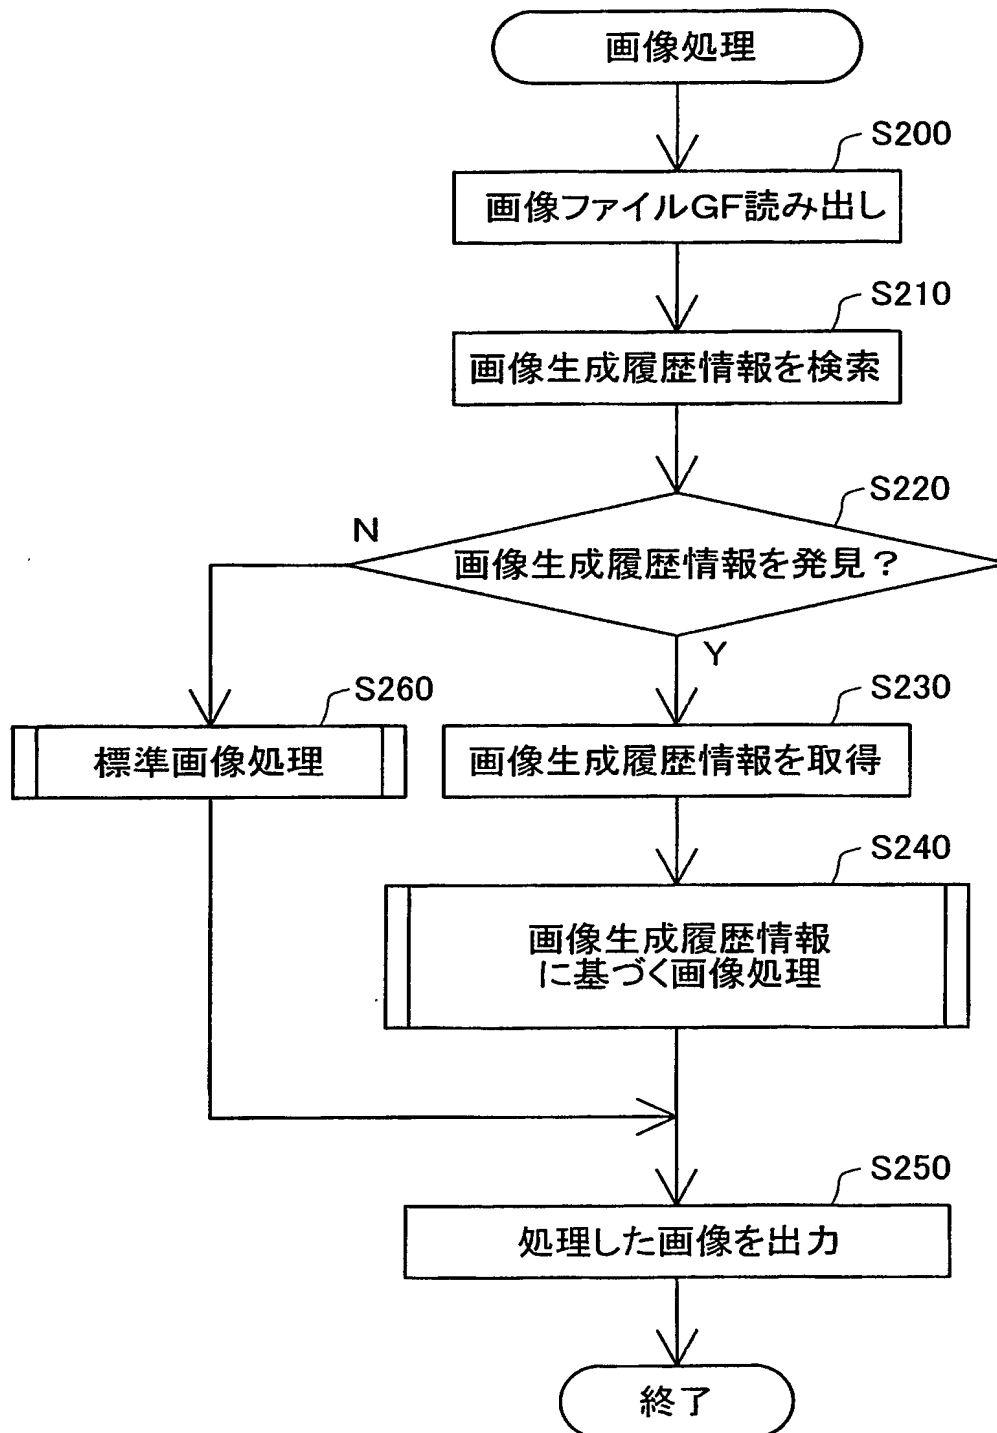 画像処理
S200
画像ファイルGF読み出し
S210
画像生成履歴情報を検索
S220
N
画像生成履歴情報を発見？
Y
S260
標準画像処理
S230
画像生成履歴情報を取得
S240
画像生成履歴情報
に基づく画像処理
S250
処理した画像を出力
終了